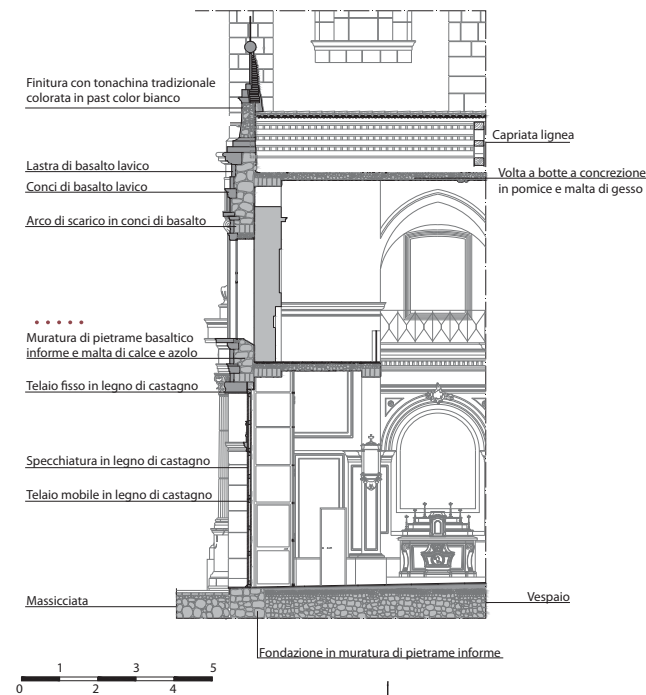 Finitura con tonachina tradizionale
colorata in past color bianco
Capriata lignea
Lastra di basalto lavico
Volta a botte a concrezione
in pomice e malta di gesso
Conci di basalto lavico
Arco di scarico in conci di basalto
Muratura di pietrame basaltico
informe e malta di calce e azolo
Telaio fisso in legno di castagno
Specchiatura in legno di castagno
Telaio mobile in legno di castagno
Massicciata
Vespaio
Fondazione in muratura di pietrame informe
1 3 5
0 2 4